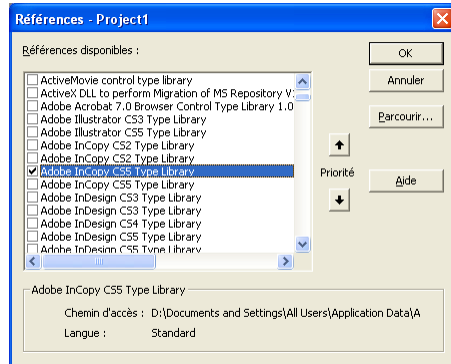 Références - Project1
Références disponibles :
ActiveMovie control type library
ActiveX DLL to perform Migration of MS Repository V
Adobe Acrobat 7.0 Browser Control Type Library 1.0
Adobe Illustrator CS3 Type Library
Adobe Illustrator CS5 Type Library
Adobe InCopy CS2 Type Library
Adobe InCopy CS2 Type Library
Adobe InCopy CS5 Type Library
Adobe InCopy CS5 Type Library
Adobe InDesign CS3 Type Library
Adobe InDesign CS3 Type Library
Adobe InDesign CS4 Type Library
Adobe InDesign CS5 Type Library
Adobe InDesign CS5 Type Library
OK
Annuler
Parcourir...
Priorité
Aide
Adobe InCopy CS5 Type Library
Chemin d'accès : D:\Documents and Settings\All Users\Application Data\A
Langue : Standard